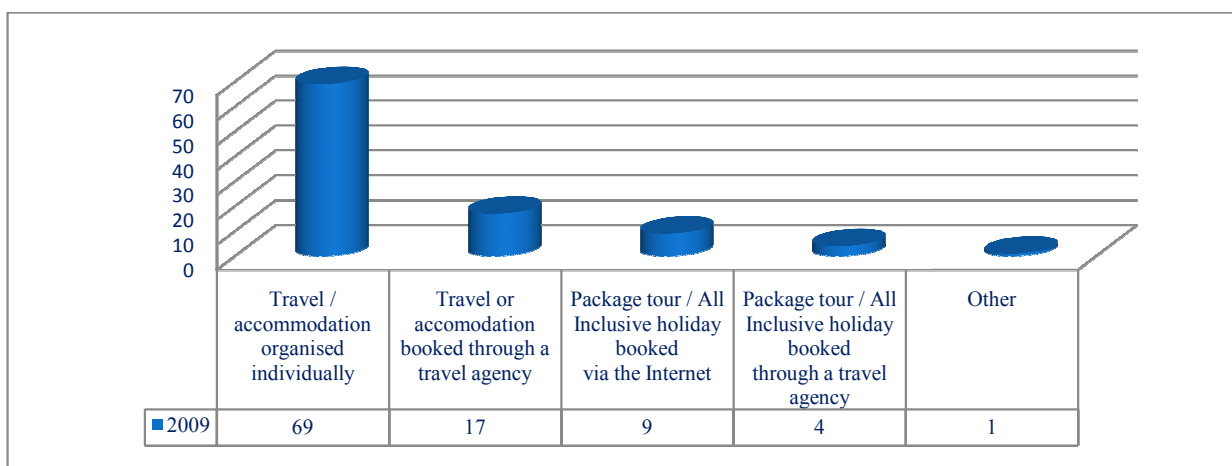 70
60
50
40
30
20
10
0
Travel /
accommodation
organised
individually
Travel or
accomodation
booked through a
travel agency
Package tour / All
Inclusive holiday
booked
via the Internet
Package tour / All
Inclusive holiday
booked
through a travel
agency
Other
2009 69 17 9 4 1